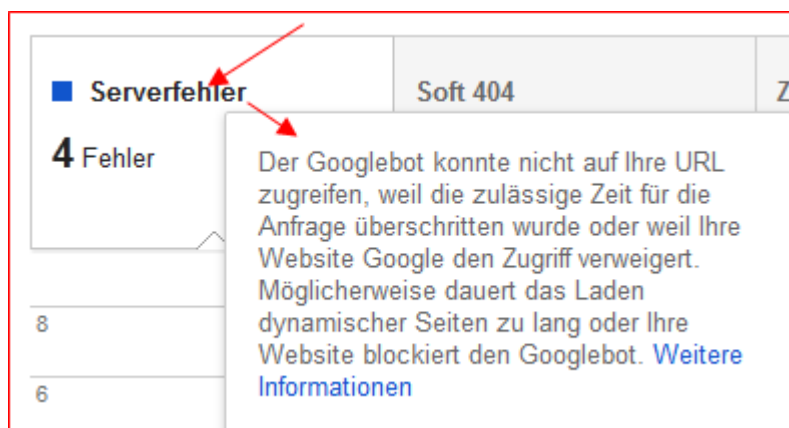 Serverfehler
Soft 404
Z
4 Fehler
Der Googlebot konnte nicht auf Ihre URL
zugreifen, weil die zulässige Zeit für die
Anfrage überschritten wurde oder weil Ihre
Website Google den Zugriff verweigert.
Möglicherweise dauert das Laden
dynamischer Seiten zu lang oder Ihre
Website blockiert den Googlebot. Weitere
Informationen
8
6